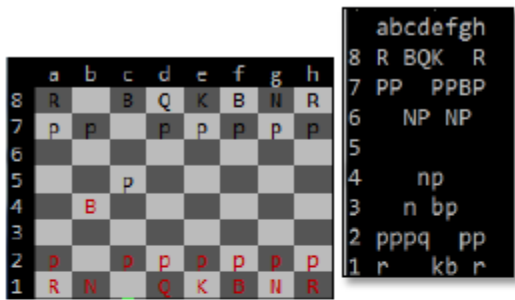 a b c d e f g h
8 R B Q K B N R
7 p p p p p p p
6
5 p
4 B
3
2 p p p p p p p
1 R N Q K B N R
abcdefgh
8 R BQK  R
7 PP  PPBP
6   NP NP
5
4    np
3   n bp
2 pppq  pp
1 r   kb r